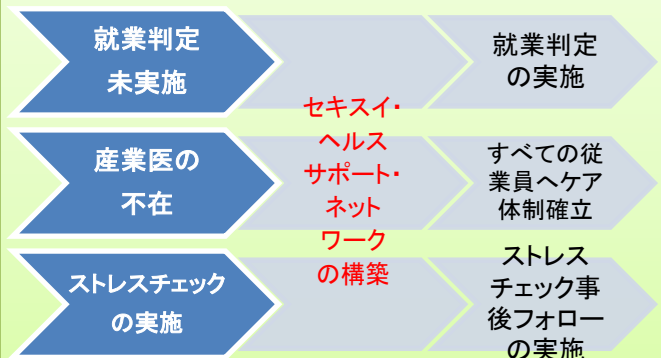 就業判定
未実施
産業医の
不在
ストレスチェック
の実施
セキスイ・
ヘルス
サポート・
ネット
ワーク
の構築
就業判定
の実施
すべての従
業員へケア
体制確立
ストレス
チェック事
後フォロー
の実施